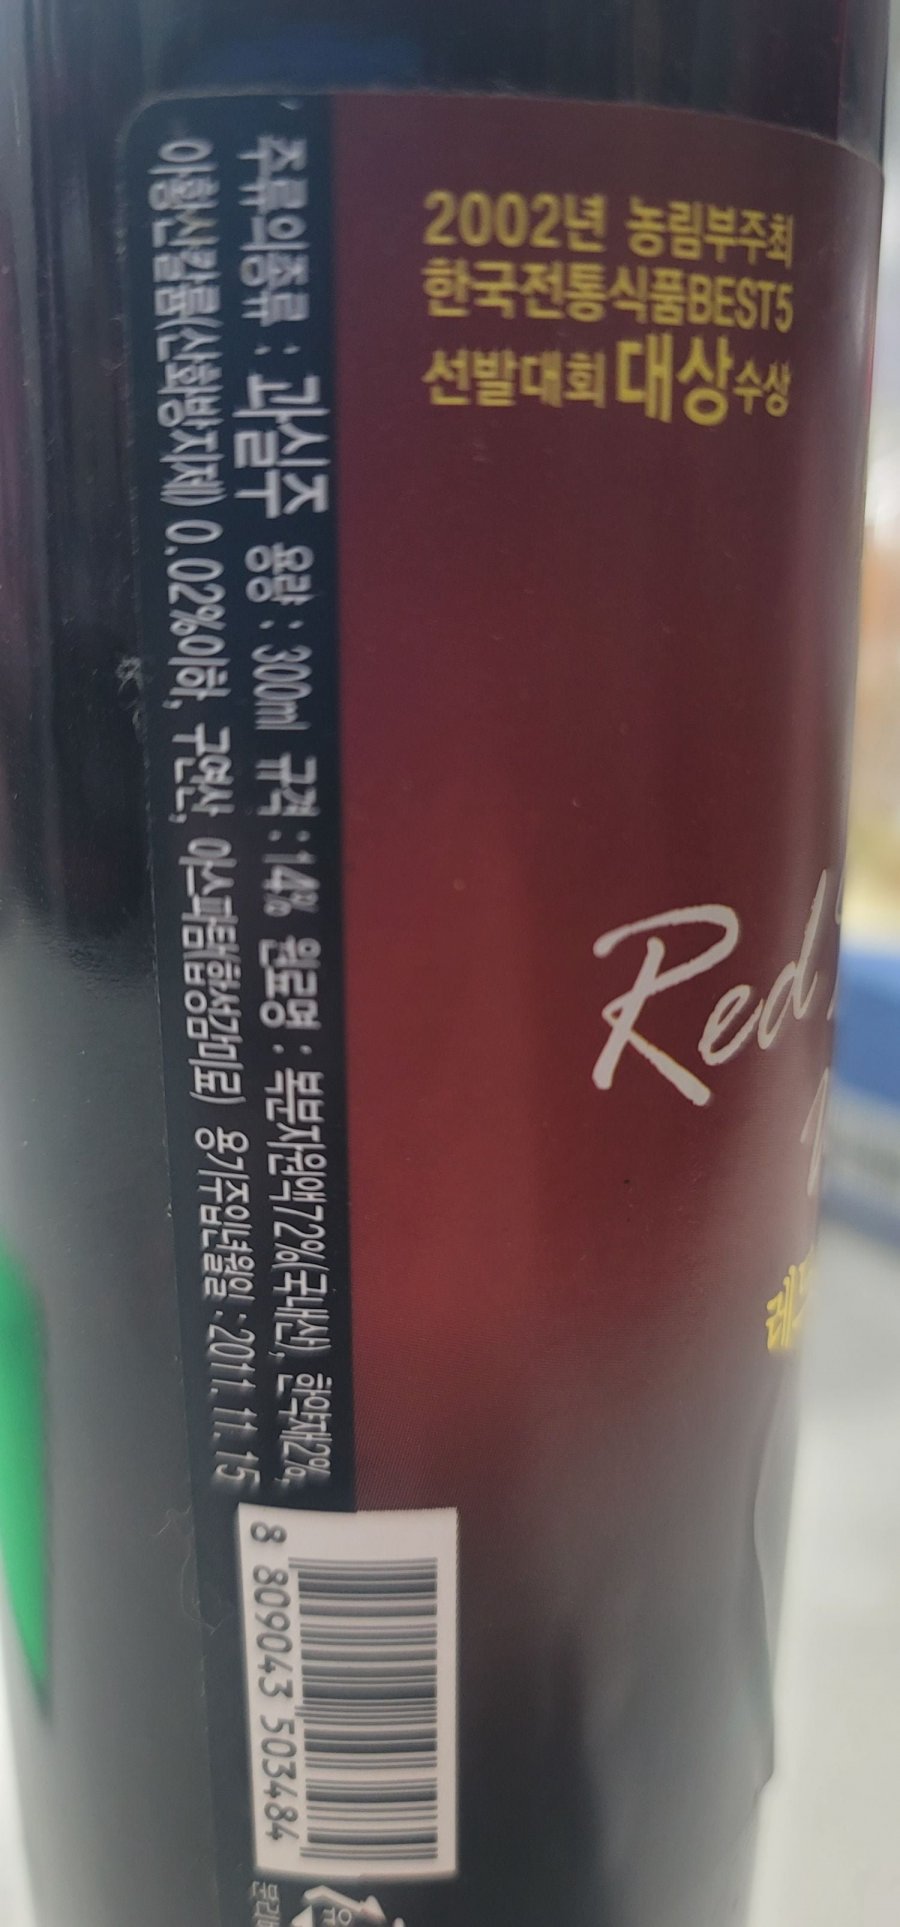 2002년 농림부주최
한국전통식품BEST5
선발대회 대상수상
Red
주류의종류 : 과실주 용량 : 300ml 규격 : 14% 원료명 : 복분자원액72%(국내산), 한약재2%,
아황산칼륨(산화방지제) 0.02%이하, 구연산, 아스파탐(합성감미료) 용기주입년월일 : 2011. 11. 15
8 809043 503484